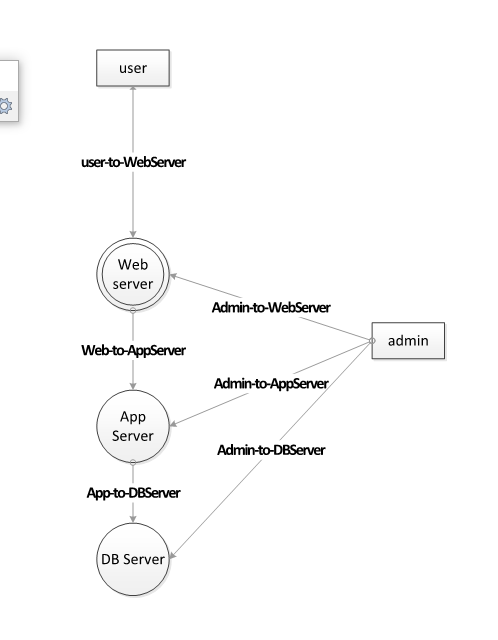 user
user-to-WebServer
Web
server
Admin-to-WebServer
admin
Web-to-AppServer
Admin-to-AppServer
App
Server
Admin-to-DBServer
App-to-DBServer
DB Server